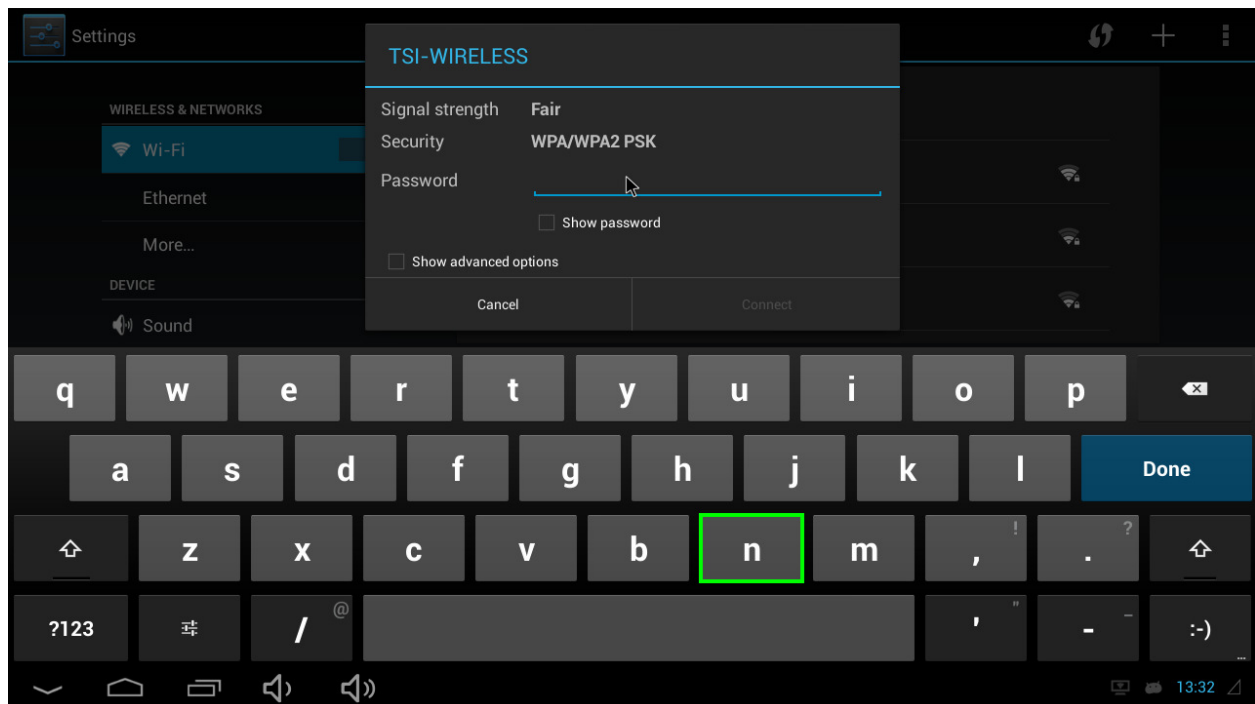 Settings
TSI-WIRELESS
Signal strength Fair
Security WPA/WPA2 PSK
Password
Show password
Show advanced options
Cancel Connect
WIRELESS & NETWORKS
Wi-Fi
Ethernet
More...
DEVICE
Sound
q w e r t y u i o p
a s d f g h j k l Done
z x c v b n m , ! . ?
?123 / @ ' " - _ :-) ...
13:32